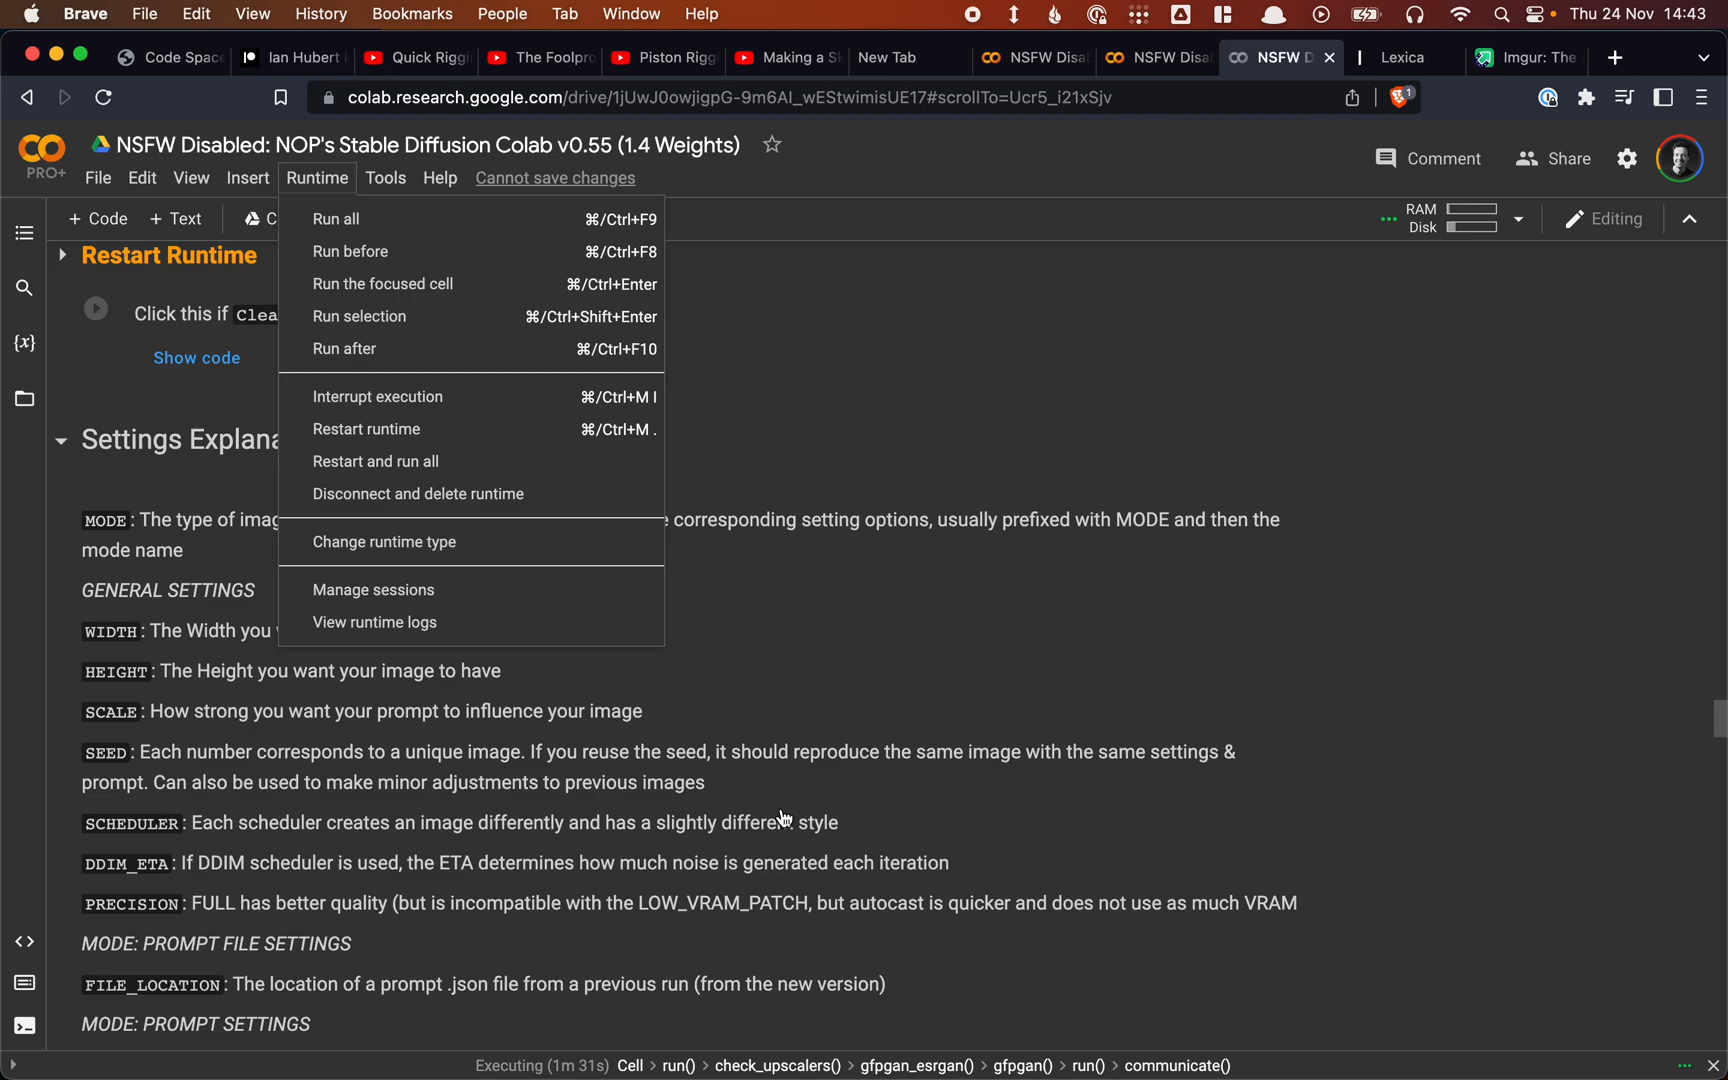 Brave File Edit View History Bookmarks People Tab Window Help Thu 24 Nov 14:43
Code Space Ian Hubert Quick Riggi The Foolpro Piston Rigg Making a S New Tab NSFW Disa NSFW Disa NSFW D Lexica Imgur: The
colab.research.google.com/drive/1jUwJ0owjigpG-9m6AI_wEStwimisUE17#scrollTo=Ucr5_i21xSjv 1
NSFW Disabled: NOP's Stable Diffusion Colab v0.55 (1.4 Weights)
PRO+
Comment Share
File Edit View Insert Runtime Tools Help Cannot save changes
+ Code + Text C
RAM
Disk
Editing
Run all ⌘/Ctrl+F9
Run before ⌘/Ctrl+F8
Run the focused cell ⌘/Ctrl+Enter
Run selection ⌘/Ctrl+Shift+Enter
Run after ⌘/Ctrl+F10
Interrupt execution ⌘/Ctrl+M I
Restart runtime ⌘/Ctrl+M .
Restart and run all
Disconnect and delete runtime
Change runtime type
Manage sessions
View runtime logs
Restart Runtime
{x}
Click this if Clea
Show code
Settings Explana
MODE: The type of imag e corresponding setting options, usually prefixed with MODE and then the
mode name
GENERAL SETTINGS
WIDTH: The Width you
HEIGHT: The Height you want your image to have
SCALE: How strong you want your prompt to influence your image
SEED: Each number corresponds to a unique image. If you reuse the seed, it should reproduce the same image with the same settings &
prompt. Can also be used to make minor adjustments to previous images
SCHEDULER: Each scheduler creates an image differently and has a slightly different style
DDIM_ETA: If DDIM scheduler is used, the ETA determines how much noise is generated each iteration
PRECISION: FULL has better quality (but is incompatible with the LOW_VRAM_PATCH, but autocast is quicker and does not use as much VRAM
MODE: PROMPT FILE SETTINGS
FILE_LOCATION: The location of a prompt .json file from a previous run (from the new version)
MODE: PROMPT SETTINGS
Executing (1m 31s) Cell > run() > check_upscalers() > gfpgan_esrgan() > gfpgan() > run() > communicate()